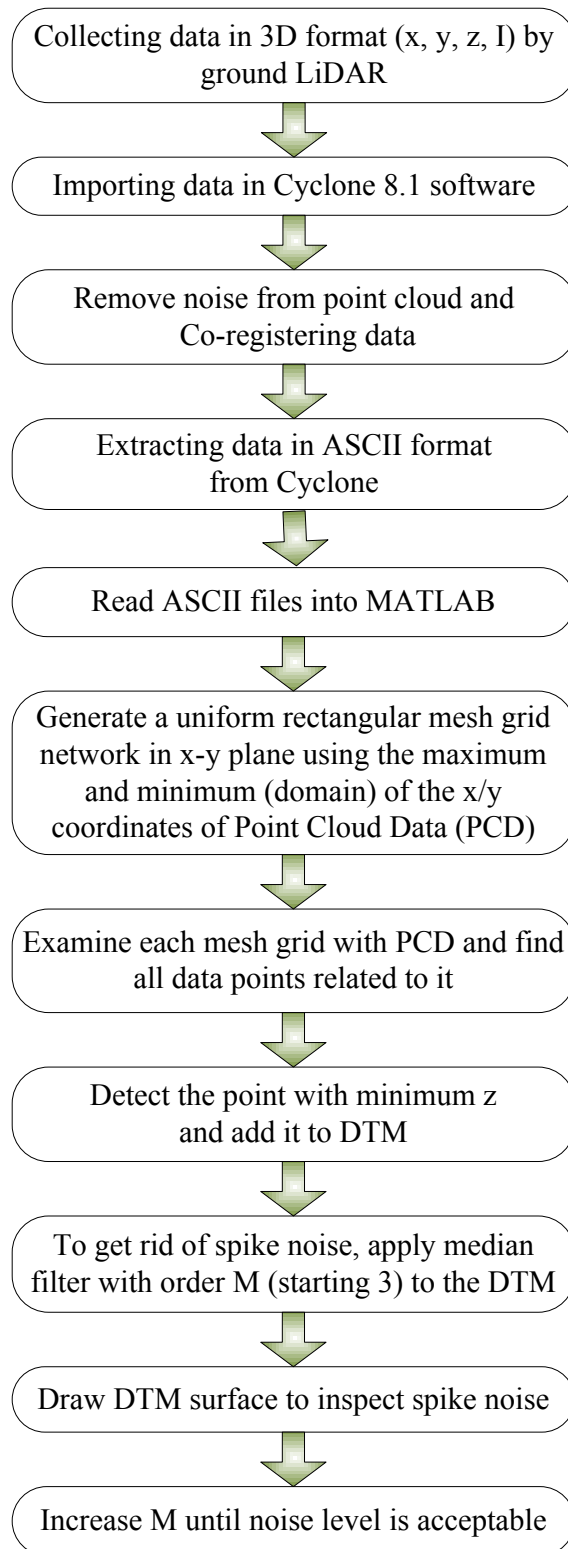 Collecting data in 3D format (x, y, z, I) by
ground LiDAR
Importing data in Cyclone 8.1 software
Remove noise from point cloud and
Co-registering data
Extracting data in ASCII format
from Cyclone
Read ASCII files into MATLAB
Generate a uniform rectangular mesh grid
network in x-y plane using the maximum
and minimum (domain) of the x/y
coordinates of Point Cloud Data (PCD)
Examine each mesh grid with PCD and find
all data points related to it
Detect the point with minimum z
and add it to DTM
To get rid of spike noise, apply median
filter with order M (starting 3) to the DTM
Draw DTM surface to inspect spike noise
Increase M until noise level is acceptable